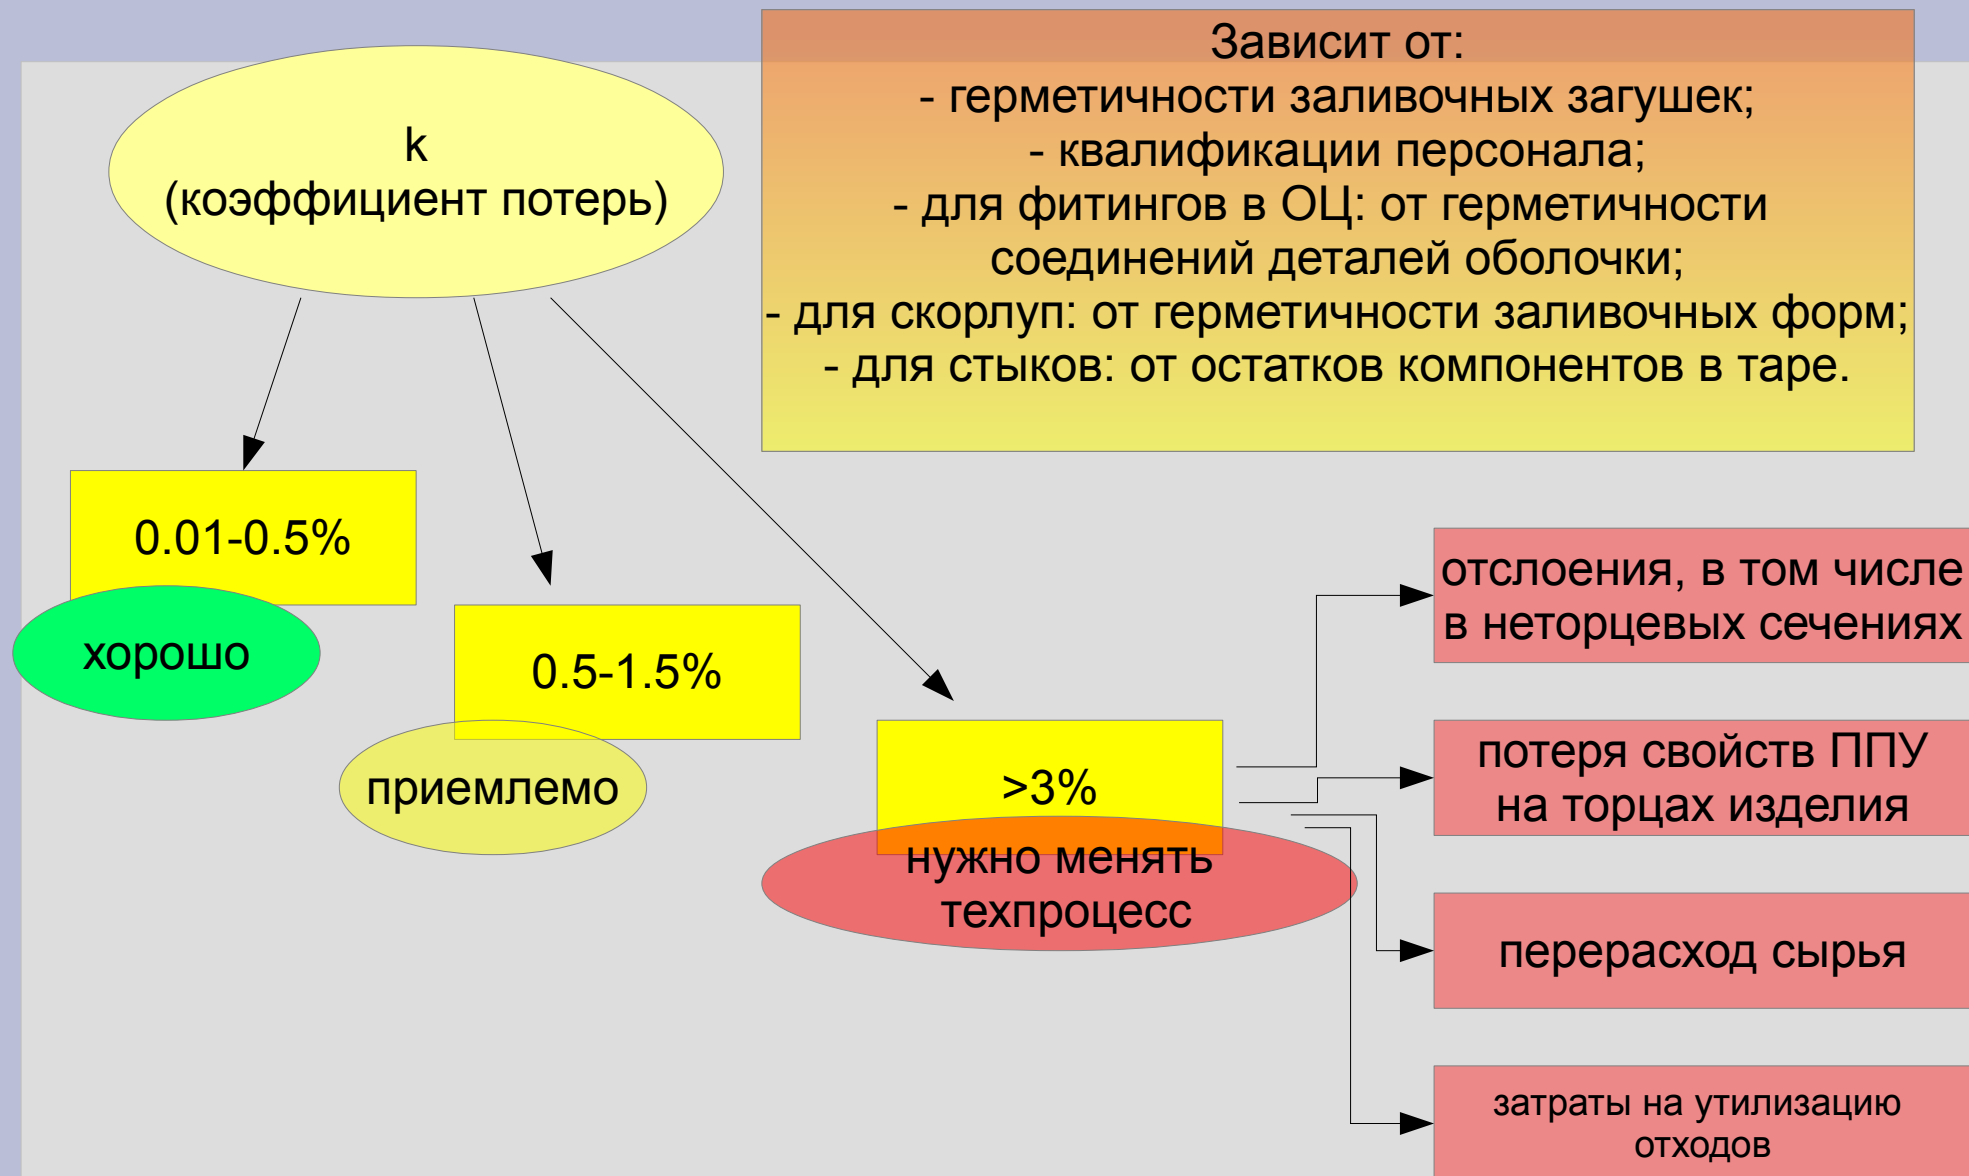 k
(коэффициент потерь)
Зависит от:
- герметичности заливочных загушек;
- квалификации персонала;
- для фитингов в ОЦ: от герметичности
соединений деталей оболочки;
- для скорлуп: от герметичности заливочных форм;
- для стыков: от остатков компонентов в таре.
0.01-0.5%
хорошо
0.5-1.5%
приемлемо
>3%
нужно менять
техпроцесс
отслоения, в том числе
в неторцевых сечениях
потеря свойств ППУ
на торцах изделия
перерасход сырья
затраты на утилизацию
отходов